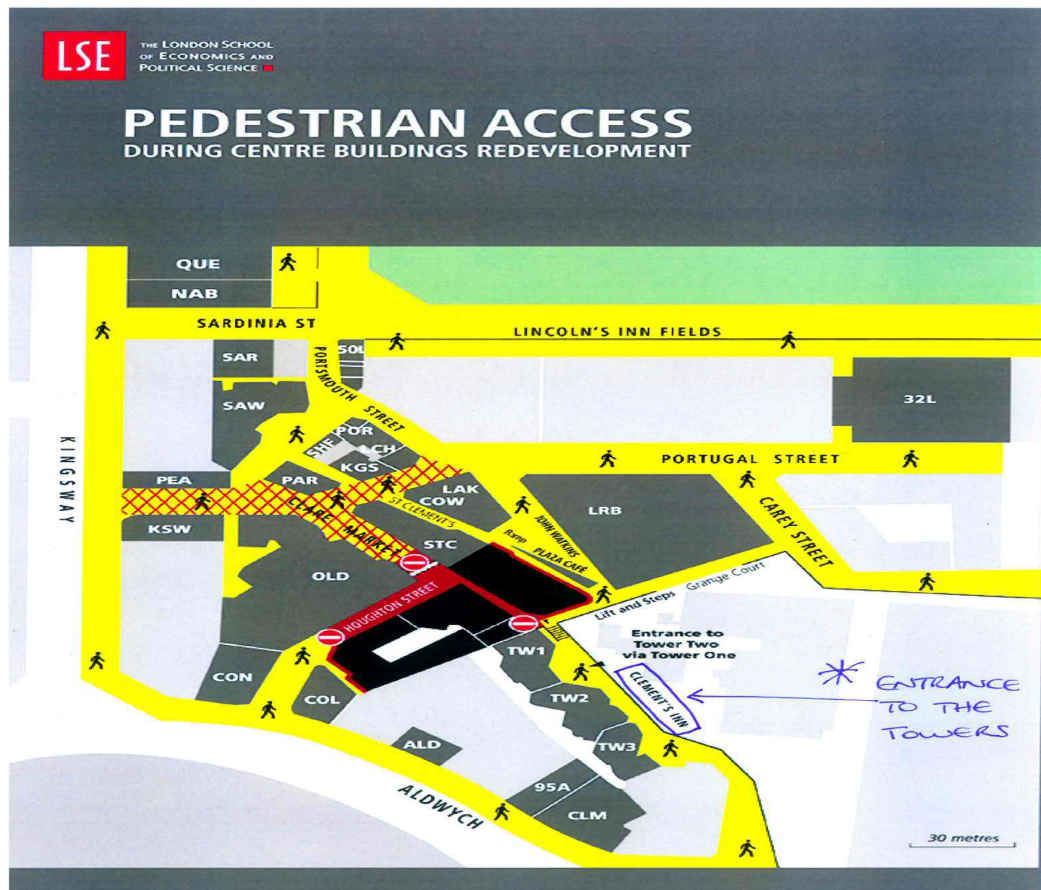 LSE
THE LONDON SCHOOL
OF ECONOMICS AND
POLITICAL SCIENCE
PEDESTRIAN ACCESS
DURING CENTRE BUILDINGS REDEVELOPMENT
QUE
NAB
SARDINIA ST
LINCOLN'S INN FIELDS
SAR
PORTSMOUTH STREET
SOL
SAW
32L
KINGSWAY
POR
SHF
LCH
KGS
PORTUGAL STREET
PEA
PAR
LAK
COW
ST CLEMENT'S
CLARE MARKET
KSW
STC
JOHN WATKINS
PLAZA CAFÉ
LRB
CAREY STREET
OLD
HOUGHTON STREET
Grange Court
Lift and Steps
Entrance to
Tower Two
via Tower One
TW1
CON
COL
TW2
CLEMENT'S INN
* ENTRANCE
TO THE
TOWERS
TW3
ALD
95A
CLM
ALDWYCH
30 metres